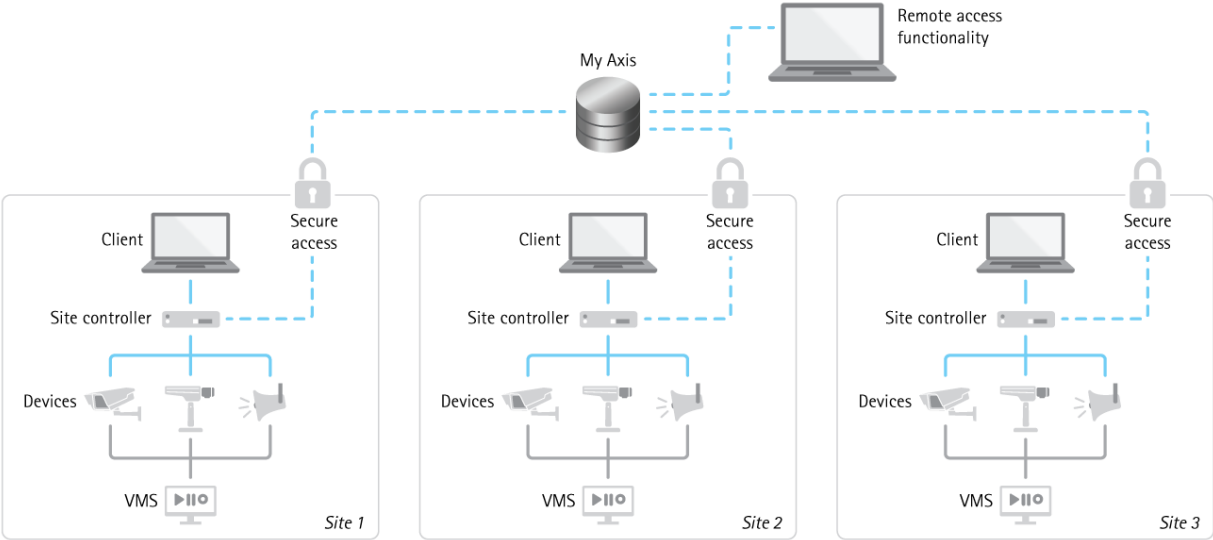 Remote access
functionality
My Axis
Secure
access
Client
Site controller
Devices
VMS
Site 1
Secure
access
Client
Site controller
Devices
VMS
Site 2
Secure
access
Client
Site controller
Devices
VMS
Site 3